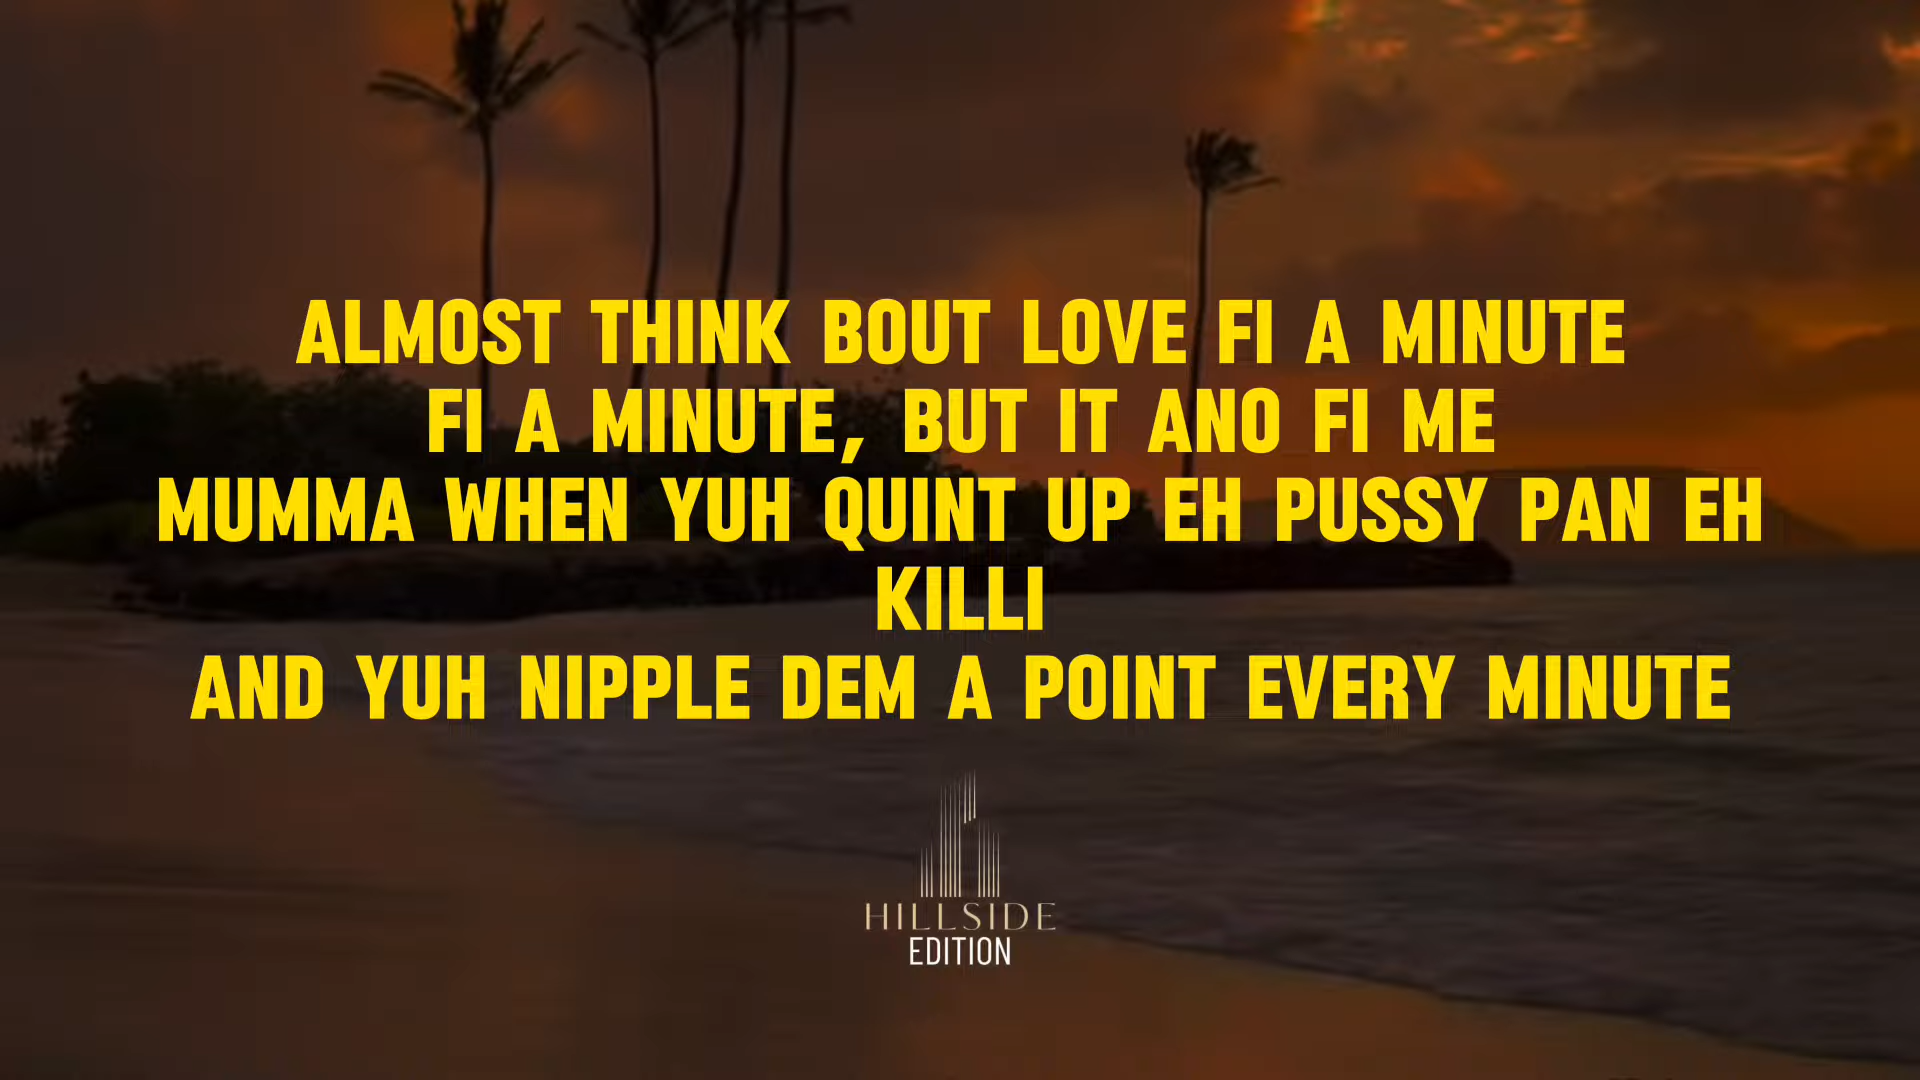 ALMOST THINK BOUT LOVE FI A MINUTE
FI A MINUTE, BUT IT ANO FI ME
MUMMA WHEN YUH QUINT UP EH PUSSY PAN EH
KILLI
AND YUH NIPPLE DEM A POINT EVERY MINUTE
HILLSIDE
EDITION